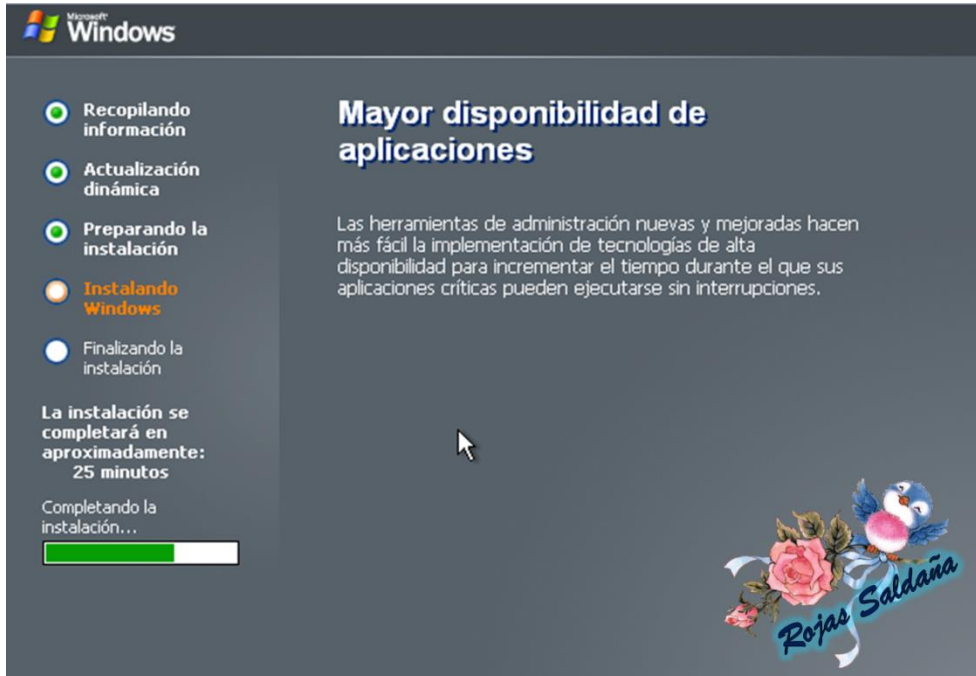 Microsoft
Windows
Recopilando
información
Actualización
dinámica
Preparando la
instalación
Instalando
Windows
Finalizando la
instalación
La instalación se
completará en
aproximadamente:
25 minutos
Completando la
instalación...
Mayor disponibilidad de
aplicaciones
Las herramientas de administración nuevas y mejoradas hacen
más fácil la implementación de tecnologías de alta
disponibilidad para incrementar el tiempo durante el que sus
aplicaciones críticas pueden ejecutarse sin interrupciones.
Rojas Saldaña